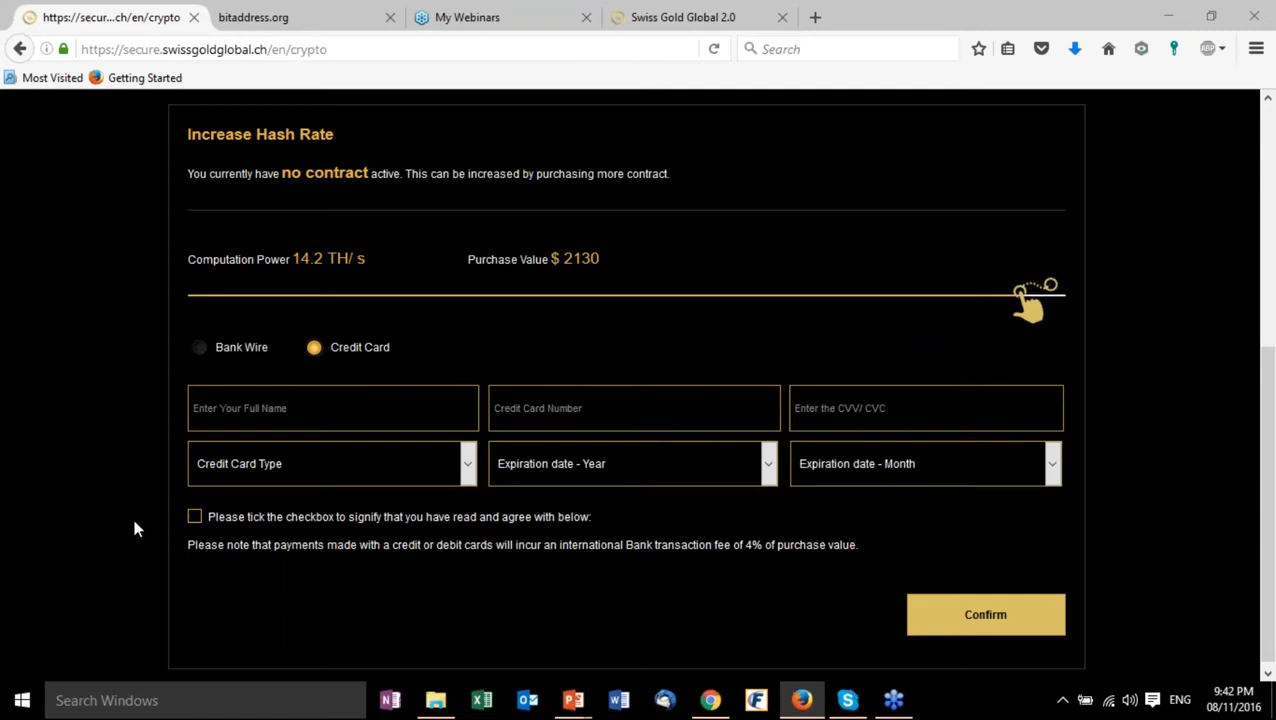 https://secur...ch/en/crypto
bitaddress.org
My Webinars
Swiss Gold Global 2.0
https://secure.swissgoldglobal.ch/en/crypto
Search
ABP
Most Visited
Getting Started
Increase Hash Rate
You currently have no contract active. This can be increased by purchasing more contract.
Computation Power 14.2 TH/ s
Purchase Value $ 2130
Bank Wire
Credit Card
Enter Your Full Name
Credit Card Number
Enter the CVV/ CVC
Credit Card Type
Expiration date - Year
Expiration date - Month
Please tick the checkbox to signify that you have read and agree with below:
Please note that payments made with a credit or debit cards will incur an international Bank transaction fee of 4% of purchase value.
Confirm
Search Windows
ENG
9:42 PM
08/11/2016